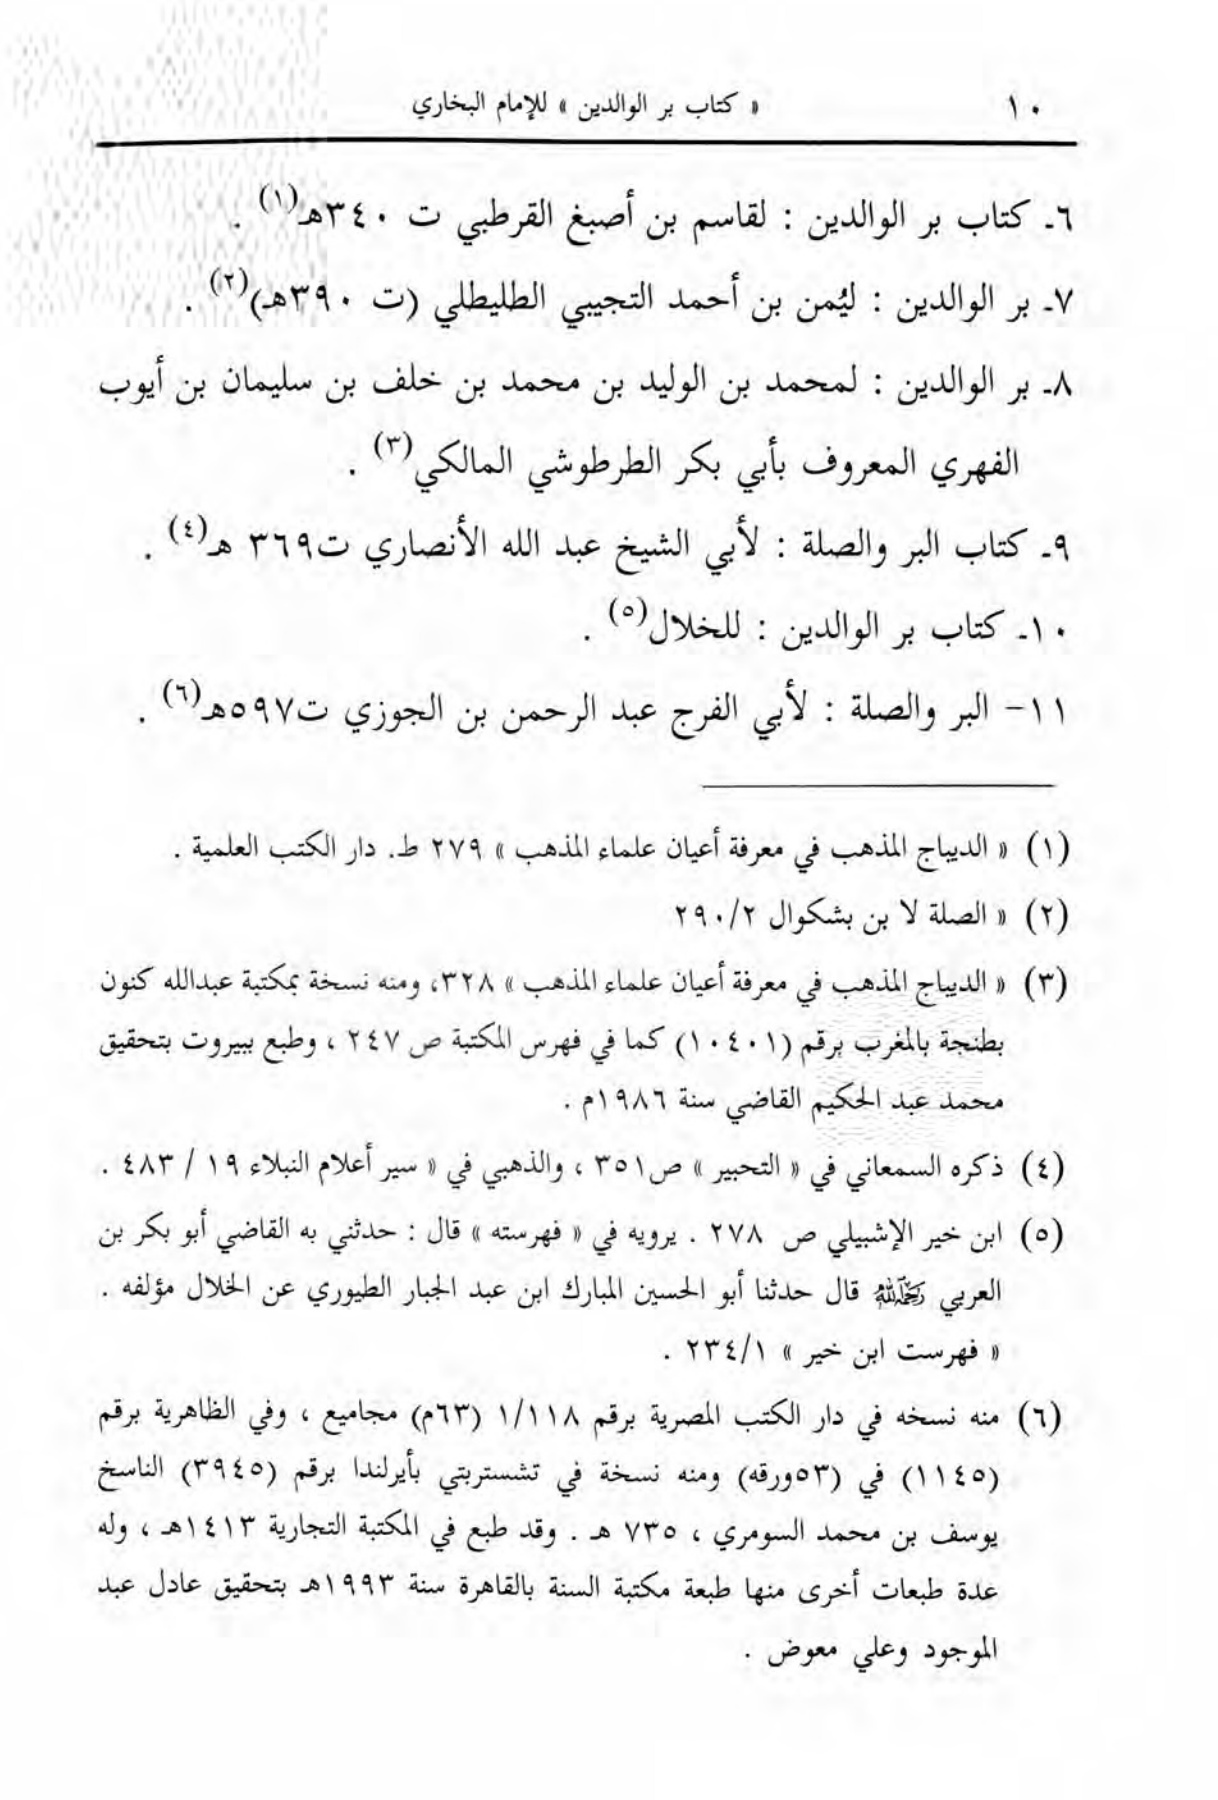 ١٠ « كتاب بر الوالدين » للإمام البخاري
٦ـ كتاب بر الوالدين : لقاسم بن أصبغ القرطبي ت ٣٤٠هـ(١) .
٧ـ بر الوالدين : ليُمن بن أحمد التجيبي الطليطلي (ت ٣٩٠هـ)(٢) .
٨ـ بر الوالدين : لمحمد بن الوليد بن محمد بن خلف بن سليمان بن أيوب
الفهري المعروف بأبي بكر الطرطوشي المالكي(٣) .
٩ـ كتاب البر والصلة : لأبي الشيخ عبد الله الأنصاري ت٣٦٩ هـ(٤) .
١٠ـ كتاب بر الوالدين : للخلال(٥) .
١١- البر والصلة : لأبي الفرج عبد الرحمن بن الجوزي ت٥٩٧هـ(٦) .
(١) « الديباج المذهب في معرفة أعيان علماء المذهب » ٢٧٩ ط. دار الكتب العلمية .
(٢) « الصلة لا بن بشكوال ٢/ ٢٩٠
(٣) « الديباج المذهب في معرفة أعيان علماء المذهب » ٣٢٨، ومنه نسخة بمكتبة عبدالله كنون
بطنجة بالمغرب برقم (١٠٤٠١) كما في فهرس المكتبة ص ٢٤٧ ، وطبع ببيروت بتحقيق
محمد عبد الحكيم القاضي سنة ١٩٨٦م .
(٤) ذكره السمعاني في « التحبير » ص٣٥١ ، والذهبي في « سير أعلام النبلاء ١٩ / ٤٨٣ .
(٥) ابن خير الإشبيلي ص ٢٧٨ . يرويه في « فهرسته » قال : حدثني به القاضي أبو بكر بن
العربي رحمه الله قال حدثنا أبو الحسين المبارك ابن عبد الجبار الطيوري عن الخلال مؤلفه .
« فهرست ابن خير » ١/ ٢٣٤ .
(٦) منه نسخه في دار الكتب المصرية برقم ١١٨/ ١ (٦٣م) مجاميع ، وفي الظاهرية برقم
(١١٤٥) في (٥٣ورقه) ومنه نسخة في تشستربتي بأيرلندا برقم (٣٩٤٥) الناسخ
يوسف بن محمد السومري ، ٧٣٥ هـ . وقد طبع في المكتبة التجارية ١٤١٣هـ ، وله
عدة طبعات أخرى منها طبعة مكتبة السنة بالقاهرة سنة ١٩٩٣هـ بتحقيق عادل عبد
الموجود وعلي معوض .